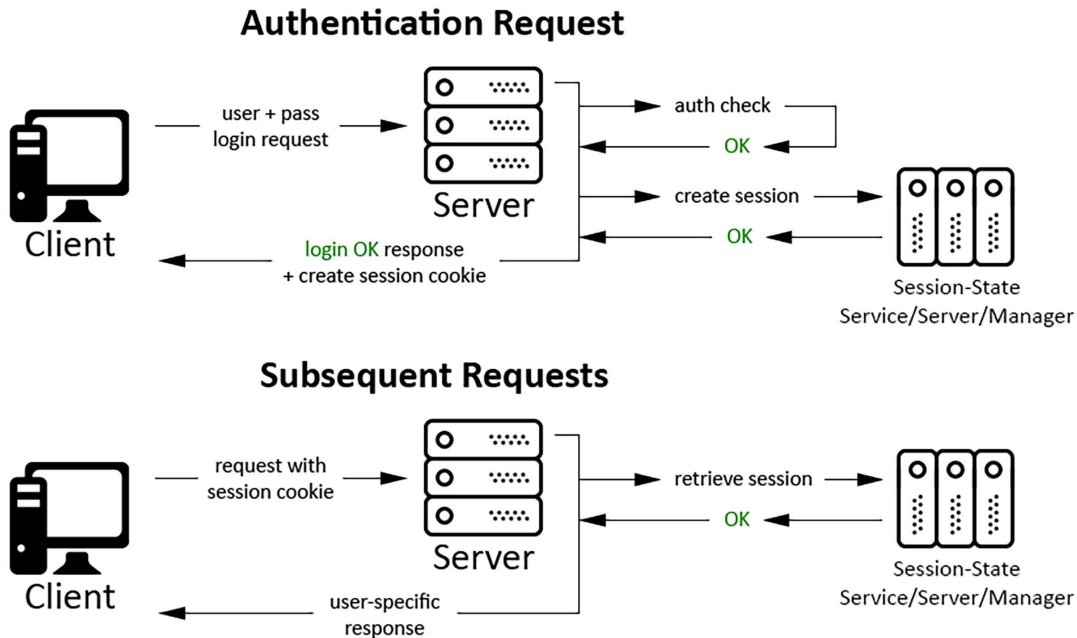 Authentication Request
user + pass
login request
auth check
OK
Server
create session
Client
OK
login OK response
+ create session cookie
Session-State
Service/Server/Manager
Subsequent Requests
request with
session cookie
retrieve session
OK
Server
Session-State
Client
Service/Server/Manager
user-specific
response